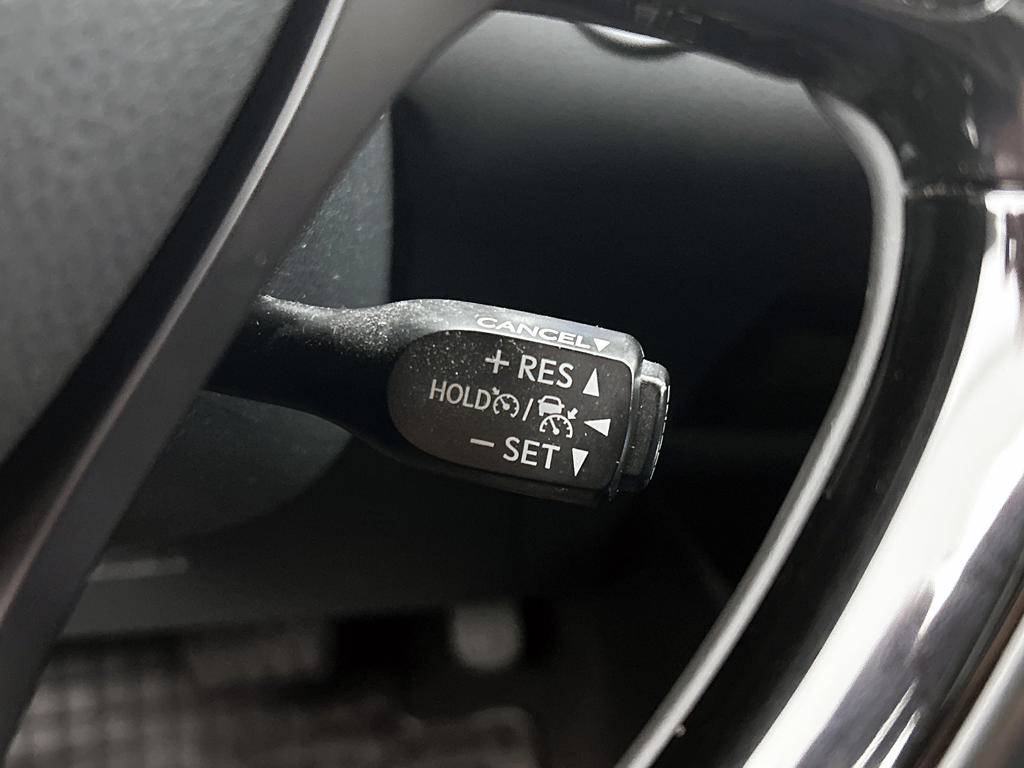 CANCEL▼
+ RES ▲
HOLD /
− SET ▼